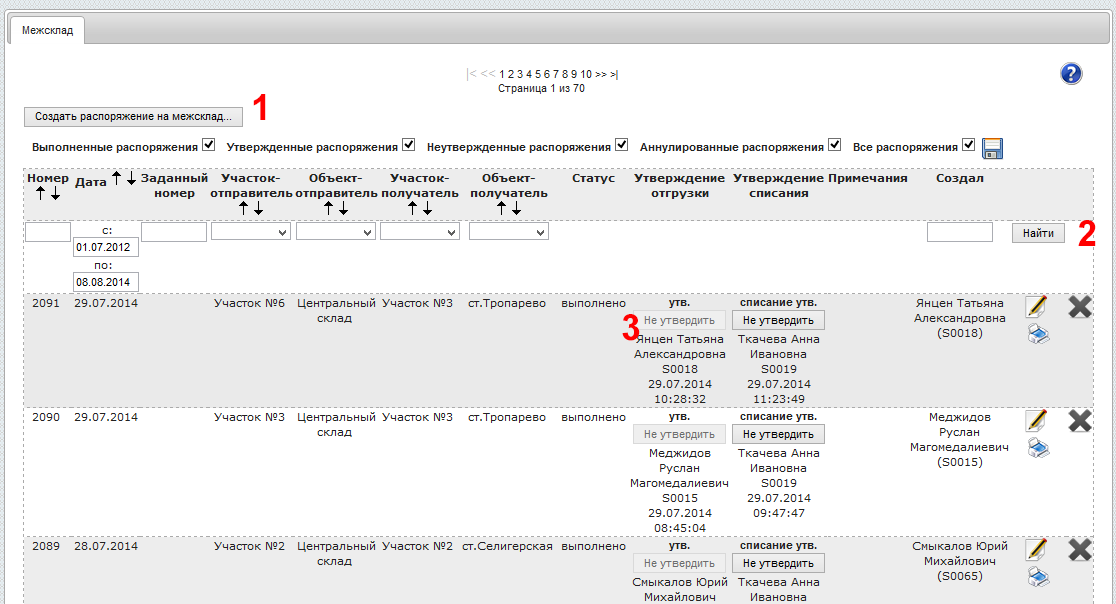 Межсклад
|< << 1 2 3 4 5 6 7 8 9 10 >> >|
Страница 1 из 70
?
Создать распоряжение на межсклад...
1
Выполненные распоряжения Утвержденные распоряжения Неутвержденные распоряжения Аннулированные распоряжения Все распоряжения
Номер Дата Заданный Участок- Объект- Участок- Объект- Статус Утверждение Утверждение Примечания Создал
номер отправитель отправитель получатель получатель отгрузки списания
с: Найти 2
01.07.2012
по:
08.08.2014
2091 29.07.2014 Участок №6 Центральный Участок №3 ст.Тропарево выполнено утв. списание утв. Янцен Татьяна
склад 3 Не утвердить Не утвердить Александровна
Янцен Татьяна Ткачева Анна (S0018)
Александровна Ивановна
S0018 S0019
29.07.2014 29.07.2014
10:28:32 11:23:49
2090 29.07.2014 Участок №3 Центральный Участок №3 ст.Тропарево выполнено утв. списание утв. Меджидов
склад Не утвердить Не утвердить Руслан
Меджидов Ткачева Анна Магомедалиевич
Руслан Ивановна (S0015)
Магомедалиевич S0019
S0015 29.07.2014
29.07.2014 09:47:47
08:45:04
2089 28.07.2014 Участок №2 Центральный Участок №2 ст.Селигерская выполнено утв. списание утв. Смыкалов Юрий
склад Не утвердить Не утвердить Михайлович
Смыкалов Юрий Ткачева Анна (S0065)
Михайлович Ивановна